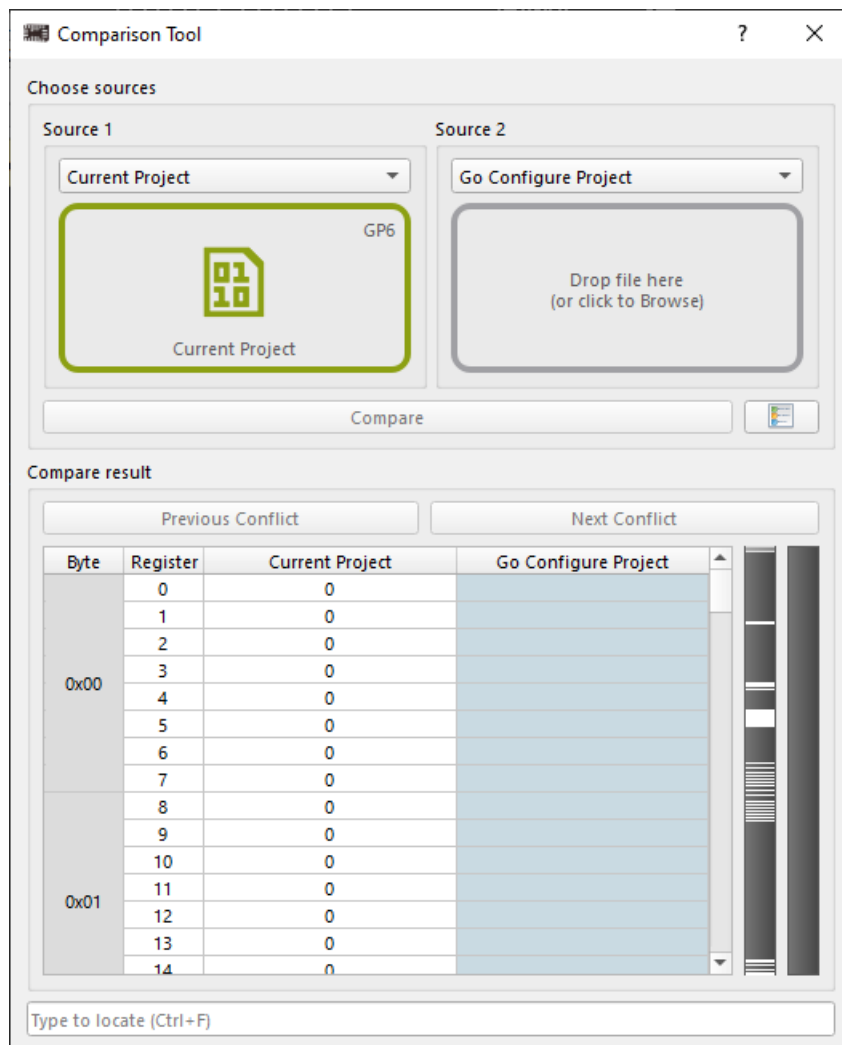 Comparison Tool ?
Choose sources
Source 1 Source 2
Current Project Go Configure Project
GP6
0110
Drop file here
(or click to Browse)
Current Project
Compare
Compare result
Previous Conflict Next Conflict
Byte Register Current Project Go Configure Project
0 0
1 0
2 0
3 0
0x00
4 0
5 0
6 0
7 0
8 0
9 0
10 0
11 0
0x01
12 0
13 0
14 0
Type to locate (Ctrl+F)